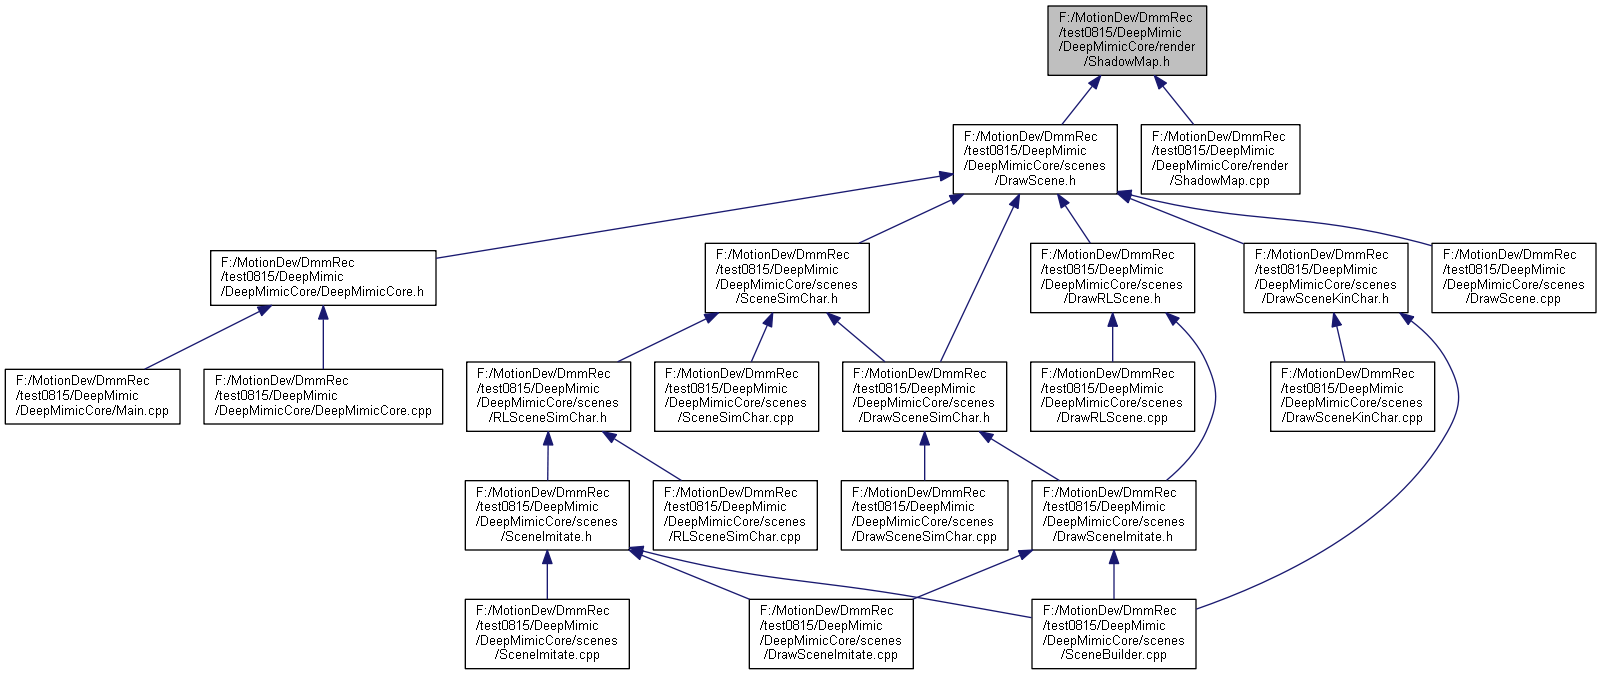 F:/MotionDev/DmmRec
/test0815/DeepMimic
/DeepMimicCore/render
/ShadowMap.h
F:/MotionDev/DmmRec
/test0815/DeepMimic
/DeepMimicCore/scenes
/DrawScene.h
F:/MotionDev/DmmRec
/test0815/DeepMimic
/DeepMimicCore/render
/ShadowMap.cpp
F:/MotionDev/DmmRec
/test0815/DeepMimic
/DeepMimicCore/DeepMimicCore.h
F:/MotionDev/DmmRec
/test0815/DeepMimic
/DeepMimicCore/scenes
/SceneSimChar.h
F:/MotionDev/DmmRec
/test0815/DeepMimic
/DeepMimicCore/scenes
/DrawRLScene.h
F:/MotionDev/DmmRec
/test0815/DeepMimic
/DeepMimicCore/scenes
/DrawSceneKinChar.h
F:/MotionDev/DmmRec
/test0815/DeepMimic
/DeepMimicCore/scenes
/DrawScene.cpp
F:/MotionDev/DmmRec
/test0815/DeepMimic
/DeepMimicCore/Main.cpp
F:/MotionDev/DmmRec
/test0815/DeepMimic
/DeepMimicCore/DeepMimicCore.cpp
F:/MotionDev/DmmRec
/test0815/DeepMimic
/DeepMimicCore/scenes
/RLSceneSimChar.h
F:/MotionDev/DmmRec
/test0815/DeepMimic
/DeepMimicCore/scenes
/SceneSimChar.cpp
F:/MotionDev/DmmRec
/test0815/DeepMimic
/DeepMimicCore/scenes
/DrawSceneSimChar.h
F:/MotionDev/DmmRec
/test0815/DeepMimic
/DeepMimicCore/scenes
/DrawRLScene.cpp
F:/MotionDev/DmmRec
/test0815/DeepMimic
/DeepMimicCore/scenes
/DrawSceneKinChar.cpp
F:/MotionDev/DmmRec
/test0815/DeepMimic
/DeepMimicCore/scenes
/SceneImitate.h
F:/MotionDev/DmmRec
/test0815/DeepMimic
/DeepMimicCore/scenes
/RLSceneSimChar.cpp
F:/MotionDev/DmmRec
/test0815/DeepMimic
/DeepMimicCore/scenes
/DrawSceneSimChar.cpp
F:/MotionDev/DmmRec
/test0815/DeepMimic
/DeepMimicCore/scenes
/DrawSceneImitate.h
F:/MotionDev/DmmRec
/test0815/DeepMimic
/DeepMimicCore/scenes
/SceneImitate.cpp
F:/MotionDev/DmmRec
/test0815/DeepMimic
/DeepMimicCore/scenes
/DrawSceneImitate.cpp
F:/MotionDev/DmmRec
/test0815/DeepMimic
/DeepMimicCore/scenes
/SceneBuilder.cpp